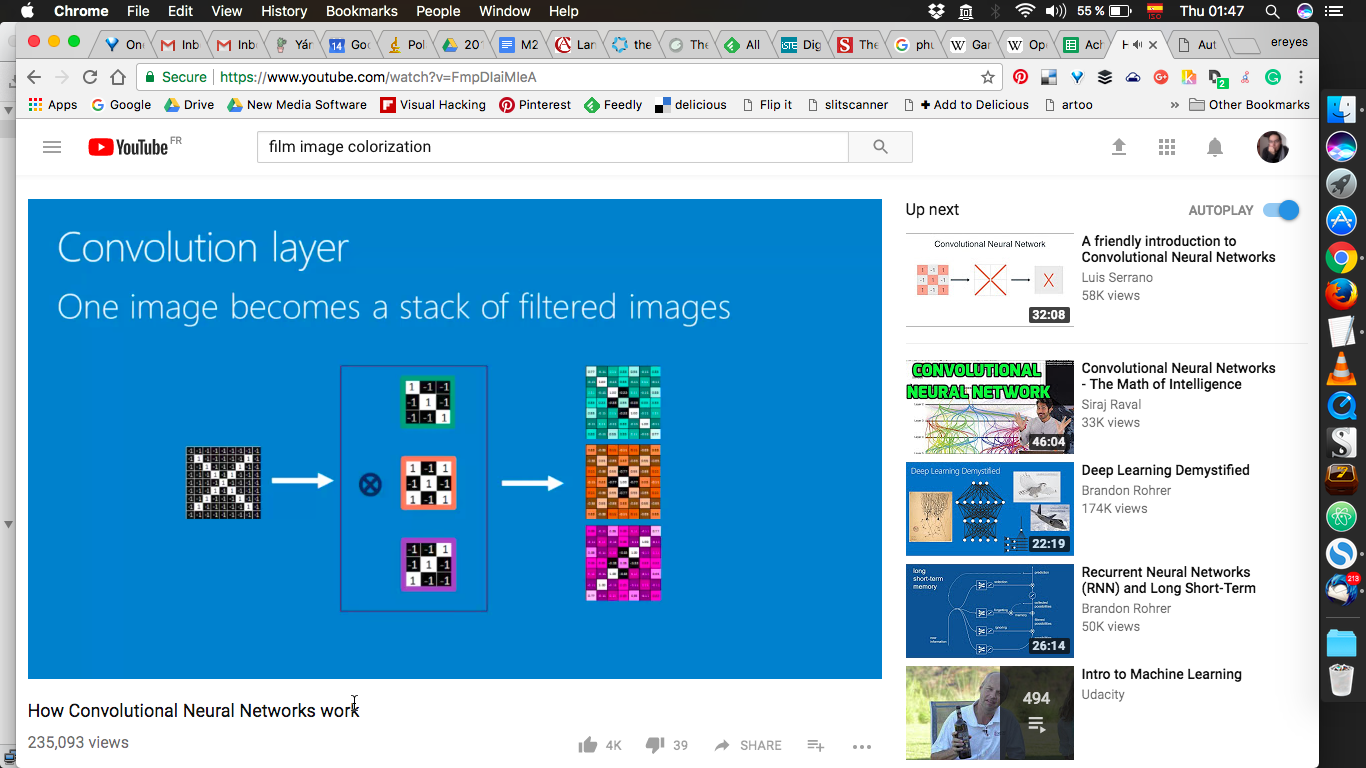 Chrome File Edit View History Bookmarks People Window Help 55 % ISO Thu 01:47
On Inb Inb Yár 14 Go Pol 20 M2 Lar the The All Dig The phu Gar Op Ach H Aut ereyes
Secure https://www.youtube.com/watch?v=FmpDIaiMIeA 2
Apps Google Drive New Media Software Visual Hacking Pinterest Feedly delicious Flip it slitscanner + Add to Delicious artoo » Other Bookmarks
YouTube FR film image colorization
Convolution layer
One image becomes a stack of filtered images
1 -1 -1
-1 1 -1
-1 -1 1
1 -1 1
-1 1 -1
1 -1 1
-1 -1 1
-1 1 -1
1 -1 -1
How Convolutional Neural Networks work
235,093 views
4K 39 SHARE
Up next AUTOPLAY
Convolutional Neural Network
32:08
A friendly introduction to
Convolutional Neural Networks
Luis Serrano
58K views
CONVOLUTIONAL
NEURAL NETWORK
46:04
Convolutional Neural Networks
- The Math of Intelligence
Siraj Raval
33K views
Deep Learning Demystified
22:19
Deep Learning Demystified
Brandon Rohrer
174K views
long
short-term
memory
26:14
Recurrent Neural Networks
(RNN) and Long Short-Term
Brandon Rohrer
50K views
494
Intro to Machine Learning
Udacity
213